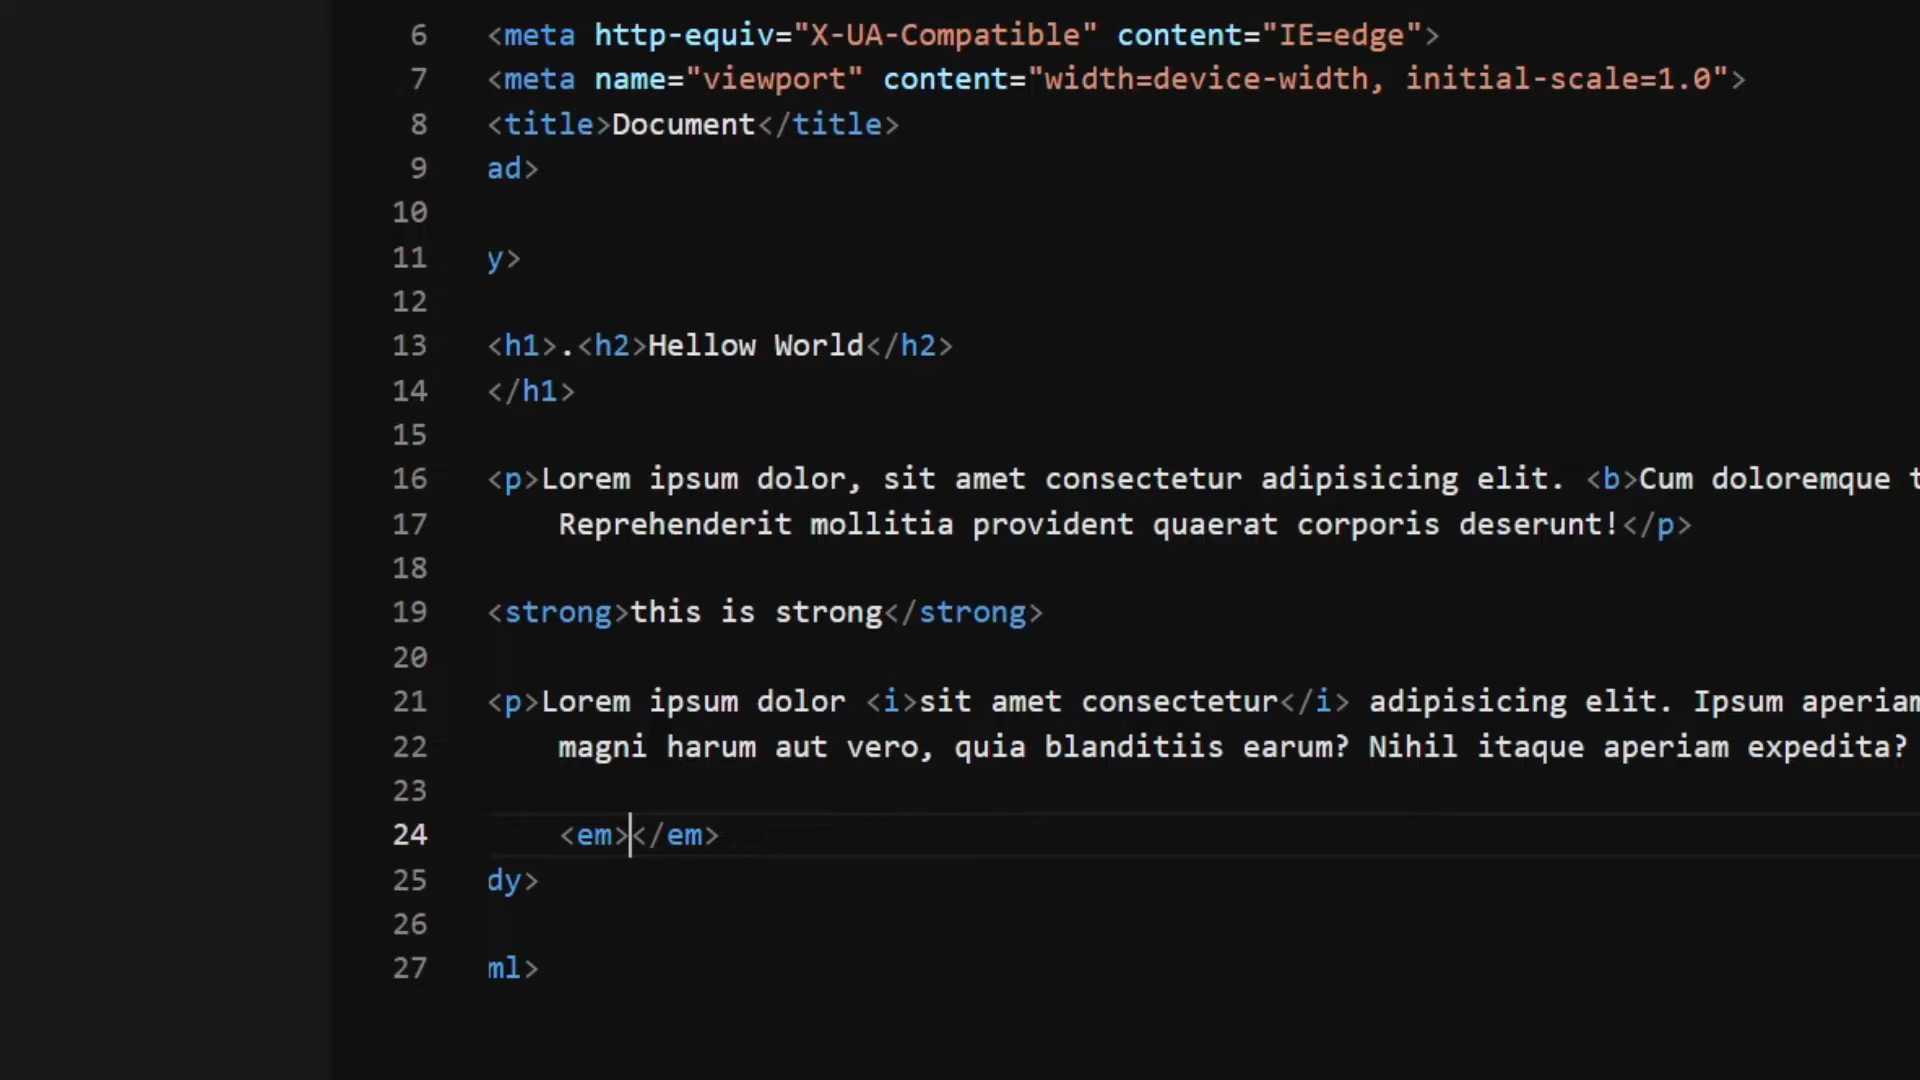 6 <meta http-equiv="X-UA-Compatible" content="IE=edge">
7 <meta name="viewport" content="width=device-width, initial-scale=1.0">
8 <title>Document</title>
9 ad>
10
11 y>
12
13 <h1>.<h2>Hellow World</h2>
14 </h1>
15
16 <p>Lorem ipsum dolor, sit amet consectetur adipisicing elit. <b>Cum doloremque t
17 Reprehenderit mollitia provident quaerat corporis deserunt!</p>
18
19 <strong>this is strong</strong>
20
21 <p>Lorem ipsum dolor <i>sit amet consectetur</i> adipisicing elit. Ipsum aperiam
22 magni harum aut vero, quia blanditiis earum? Nihil itaque aperiam expedita?
23
24 <em></em>
25 dy>
26
27 ml>